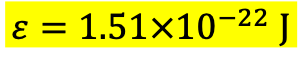 ε = 1.51×10⁻²² J